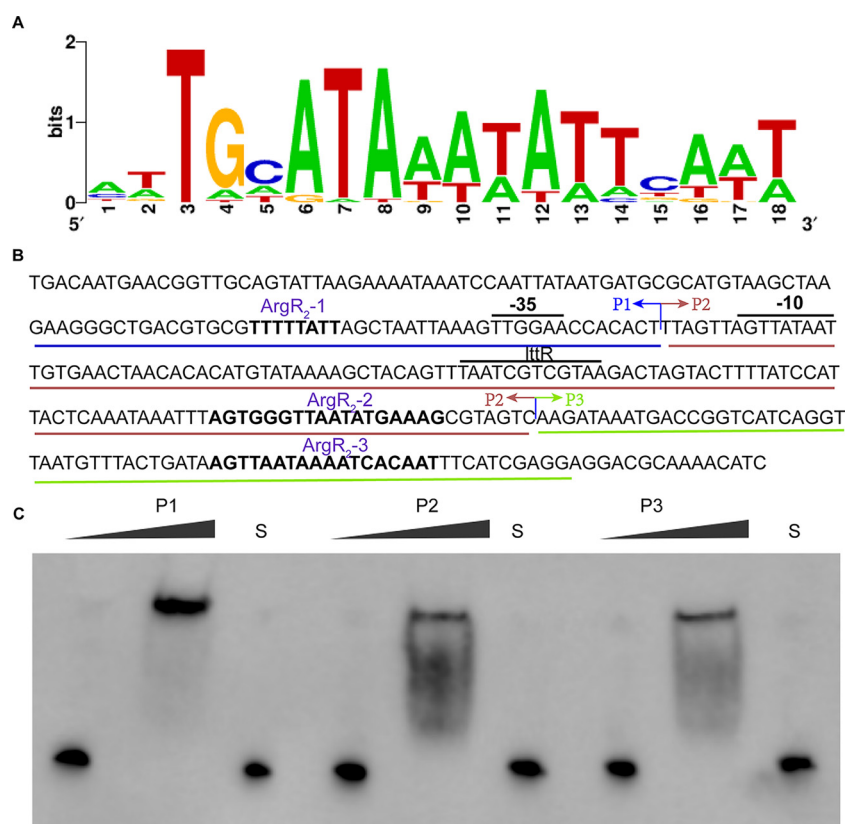 A
2
bits
1
0
5′ 1 2 3 4 5 6 7 8 9 10 11 12 13 14 15 16 17 18 3′
B
TGACAATGAACGGTTGCAGTATTAAGAAAATAAATCCAATTATAATGATGCGCATGTAAGCTAA
ArgR2-1 -35 P1 P2 -10
GAAGGGCTGACGTGCGTTTTTATTAGCTAATTAAAGTTGGAACCACACTTTAGTTAGTTATAAT
IttR
TGTGAACTAACACACATGTATAAAAGCTACAGTTTAATCGTCGTAAGACTAGTACTTTTATCCAT
ArgR2-2 P2 P3
TACTCAAATAAATTTAGTGGGTTAATATGAAAGCGTAGTCAAGATAAATGACCGGTCATCAGGT
ArgR2-3
TAATGTTTACTGATAAGTTAATAAAATCACAATTTCATCGAGGAGGACGCAAAACATC
C
P1 S P2 S P3 S